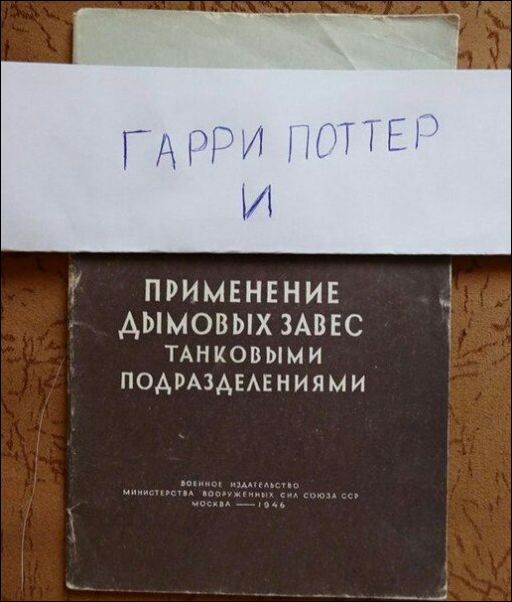 ГАРРИ ПОТТЕР
И
ПРИМЕНЕНИЕ
ДЫМОВЫХ ЗАВЕС
ТАНКОВЫМИ
ПОДРАЗДЕЛЕНИЯМИ
ВОЕННОЕ ИЗДАТЕЛЬСТВО
МИНИСТЕРСТВА ВООРУЖЕННЫХ СИЛ СОЮЗА ССР
МОСКВА — 1946